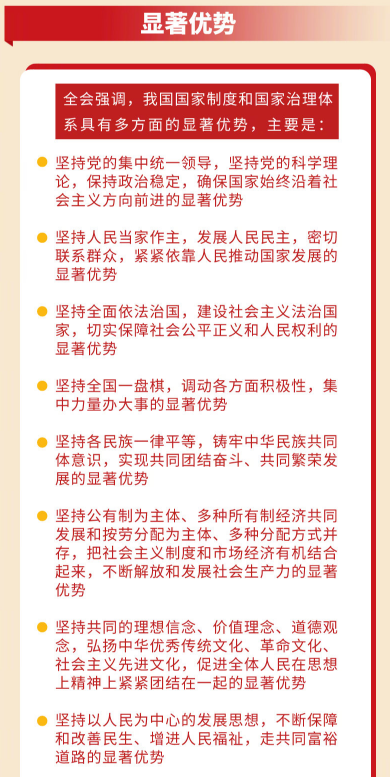 显著优势
全会强调，我国国家制度和国家治理体
系具有多方面的显著优势，主要是：
坚持党的集中统一领导，坚持党的科学理
论，保持政治稳定，确保国家始终沿着社
会主义方向前进的显著优势
坚持人民当家作主，发展人民民主，密切
联系群众，紧紧依靠人民推动国家发展的
显著优势
坚持全面依法治国，建设社会主义法治国
家，切实保障社会公平正义和人民权利的
显著优势
坚持全国一盘棋，调动各方面积极性，集
中力量办大事的显著优势
坚持各民族一律平等，铸牢中华民族共同
体意识，实现共同团结奋斗、共同繁荣发
展的显著优势
坚持公有制为主体、多种所有制经济共同
发展和按劳分配为主体、多种分配方式并
存，把社会主义制度和市场经济有机结合
起来，不断解放和发展社会生产力的显著
优势
坚持共同的理想信念、价值理念、道德观
念，弘扬中华优秀传统文化、革命文化、
社会主义先进文化，促进全体人民在思想
上精神上紧紧团结在一起的显著优势
坚持以人民为中心的发展思想，不断保障
和改善民生、增进人民福祉，走共同富裕
道路的显著优势